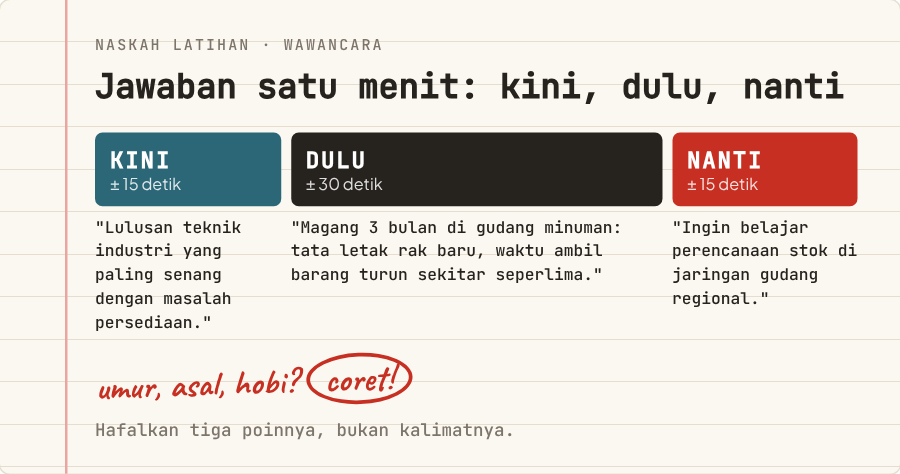 NASKAH LATIHAN · WAWANCARA
Jawaban satu menit: kini, dulu, nanti
KINI
± 15 detik
"Lulusan teknik
industri yang
paling senang
dengan masalah
persediaan."
DULU
± 30 detik
"Magang 3 bulan di gudang minuman:
tata letak rak baru, waktu ambil
barang turun sekitar seperlima."
NANTI
± 15 detik
"Ingin belajar
perencanaan stok di
jaringan gudang
regional."
umur, asal, hobi? coret!
Hafalkan tiga poinnya, bukan kalimatnya.